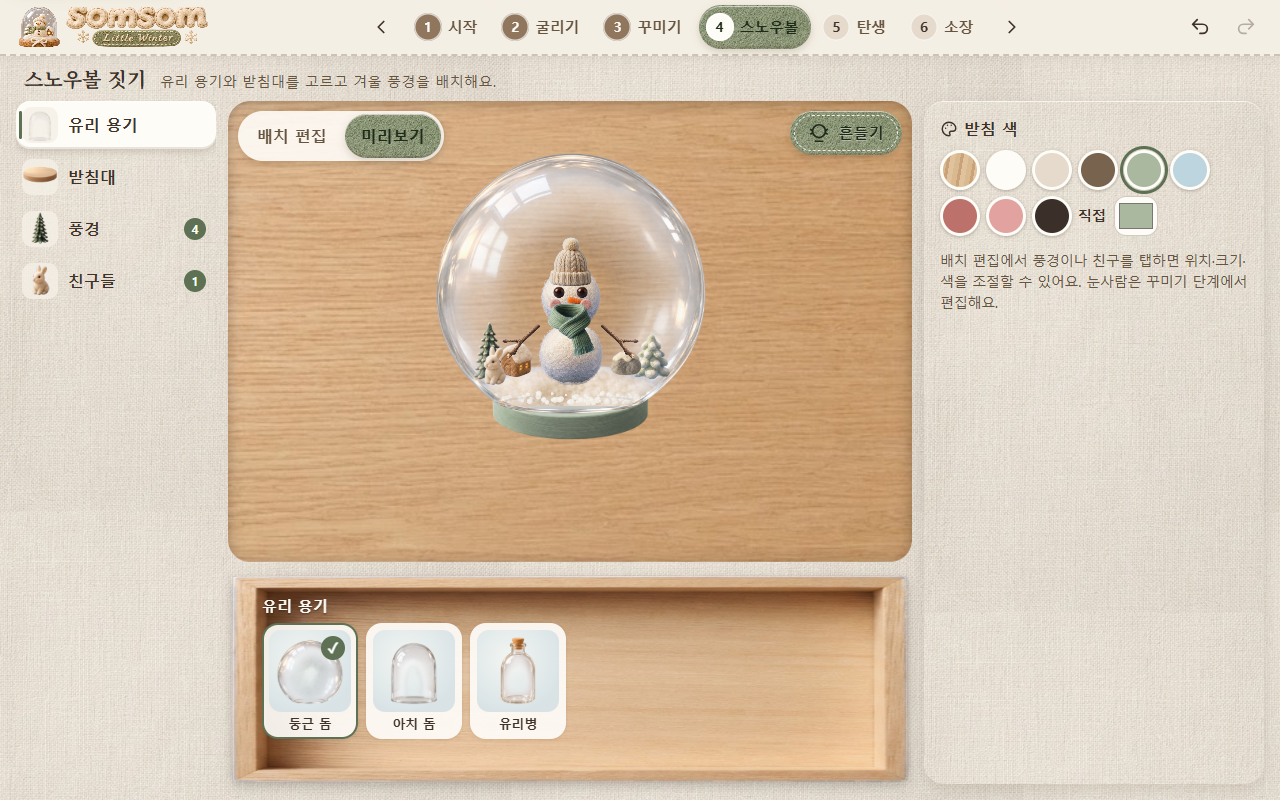 Somsom
Little Winter
1 시작
2 굴리기
3 꾸미기
4 스노우볼
5 탄생
6 소장
스노우볼 짓기
유리 용기와 받침대를 고르고 겨울 풍경을 배치해요.
유리 용기
받침대
풍경 4
친구들 1
배치 편집
미리보기
흔들기
받침 색
직접
배치 편집에서 풍경이나 친구를 탭하면 위치·크기·
색을 조절할 수 있어요. 눈사람은 꾸미기 단계에서
편집해요.
유리 용기
둥근 돔
아치 돔
유리병